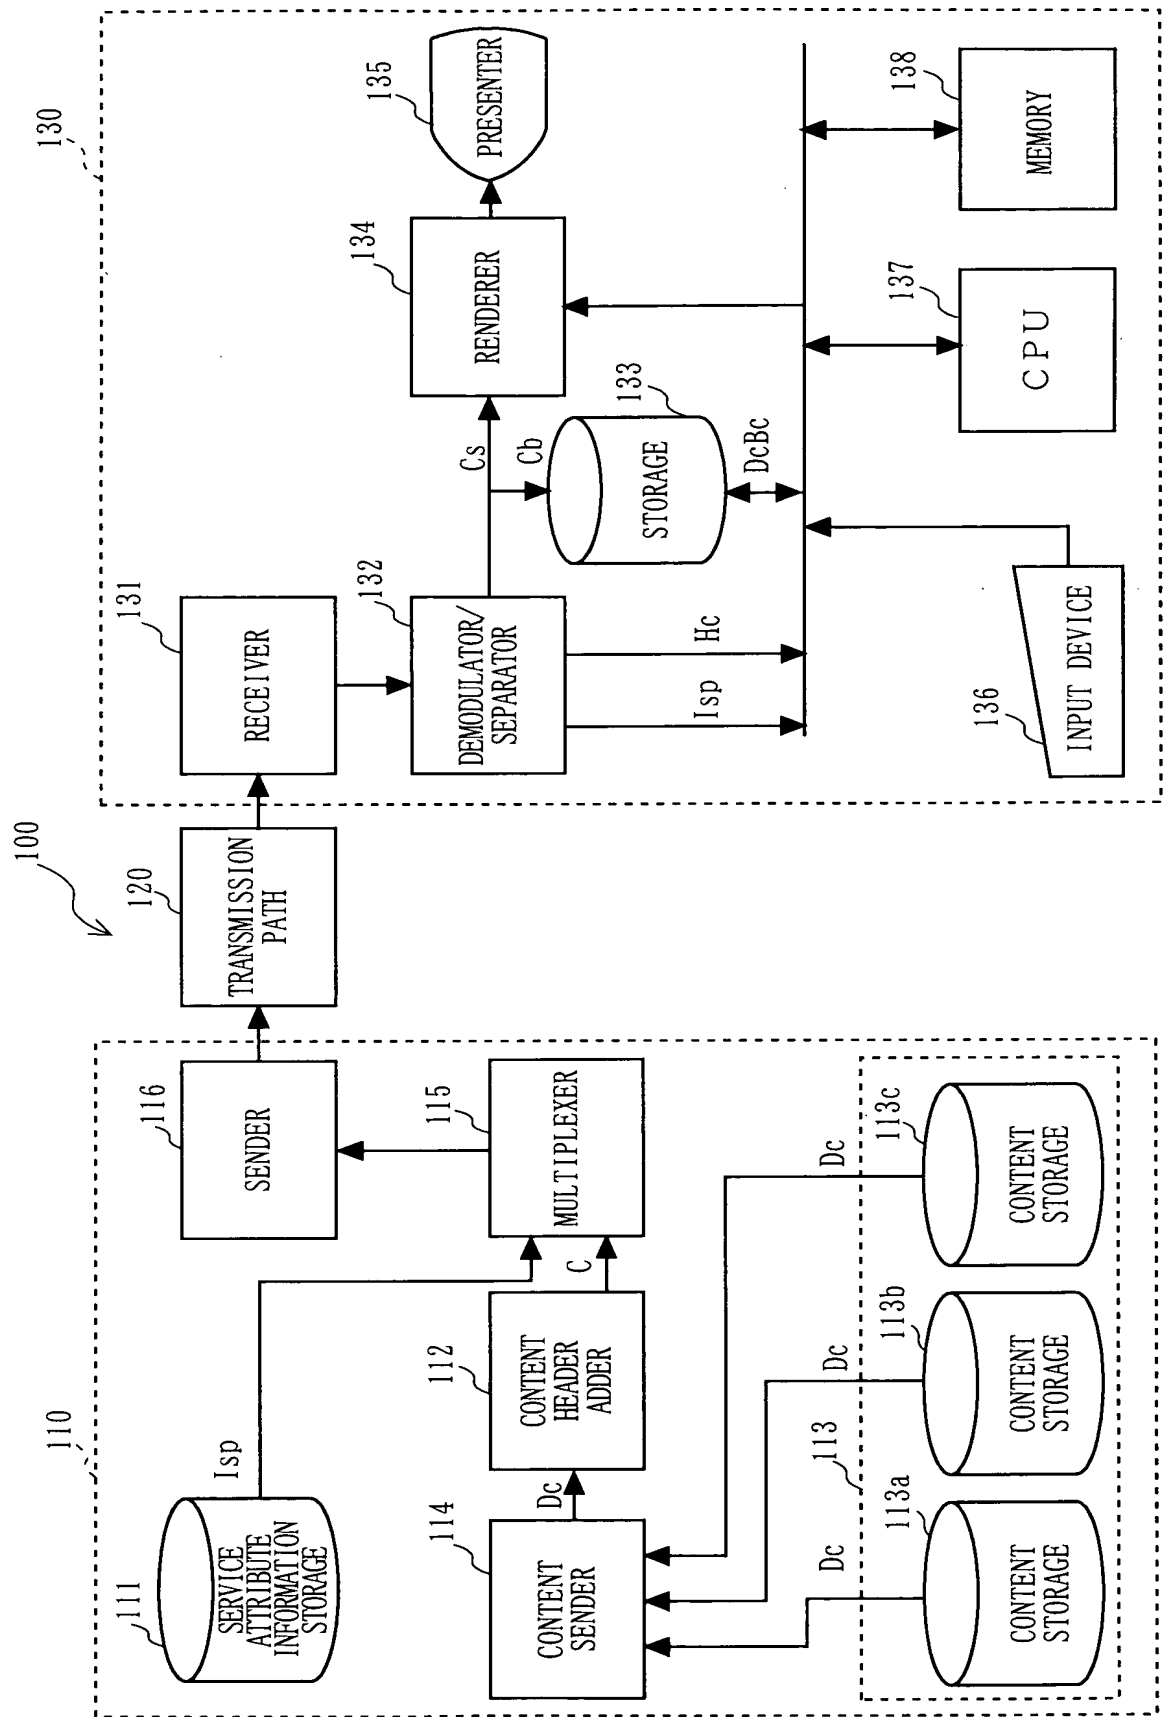 100
110
111
SERVICE
ATTRIBUTE
INFORMATION
STORAGE
Isp
116
SENDER
120
TRANSMISSION
PATH
114
CONTENT
SENDER
Dc
112
CONTENT
HEADER
ADDER
C
115
MULTIPLEXER
Dc
Dc
Dc
113
113a
CONTENT
STORAGE
113b
CONTENT
STORAGE
113c
CONTENT
STORAGE
130
131
RECEIVER
132
DEMODULATOR/
SEPARATOR
Cs
Cb
134
RENDERER
135
PRESENTER
133
STORAGE
DcBc
Isp
Hc
136
INPUT DEVICE
137
CPU
138
MEMORY